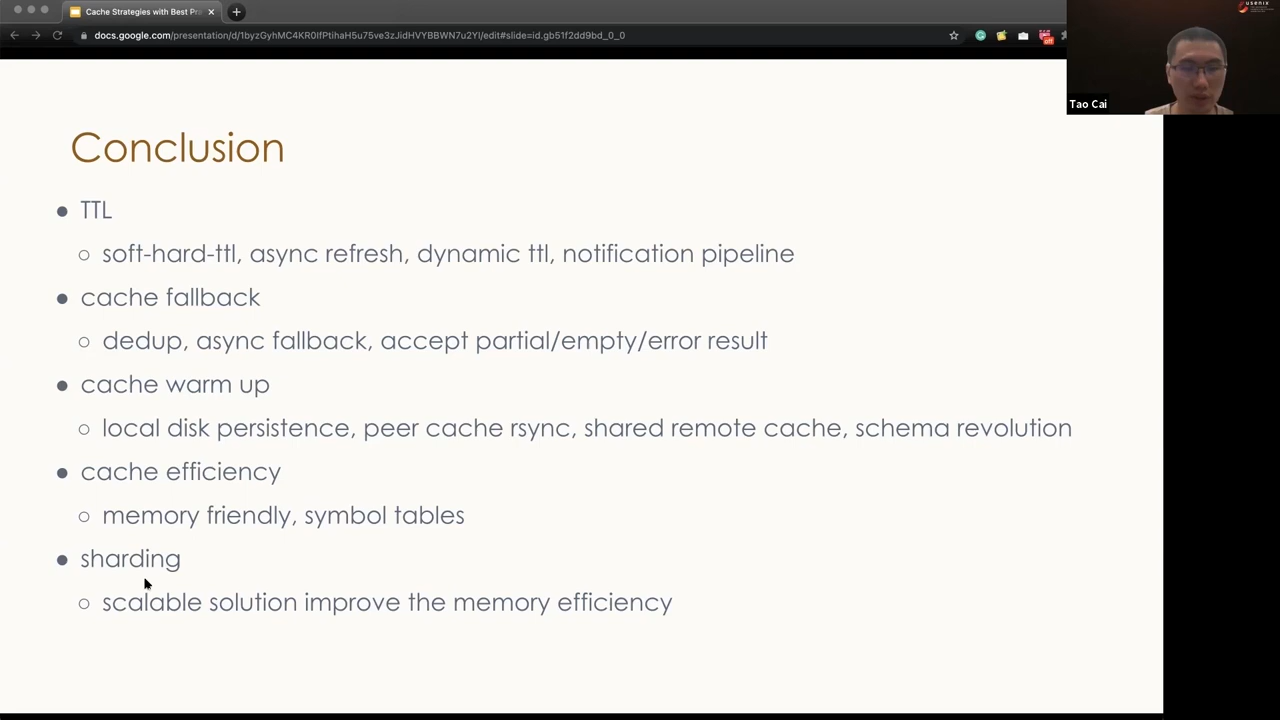 Cache Strategies with Best Pra
usenix
docs.google.com/presentation/d/1byzGyhMC4KR0IfPtihaH5u75ve3zJidHVYBBWN7u2YI/edit#slide=id.gb51f2dd9bd_0_0
off
Tao Cai
Conclusion
● TTL
○ soft-hard-ttl, async refresh, dynamic ttl, notification pipeline
● cache fallback
○ dedup, async fallback, accept partial/empty/error result
● cache warm up
○ local disk persistence, peer cache rsync, shared remote cache, schema revolution
● cache efficiency
○ memory friendly, symbol tables
● sharding
○ scalable solution improve the memory efficiency